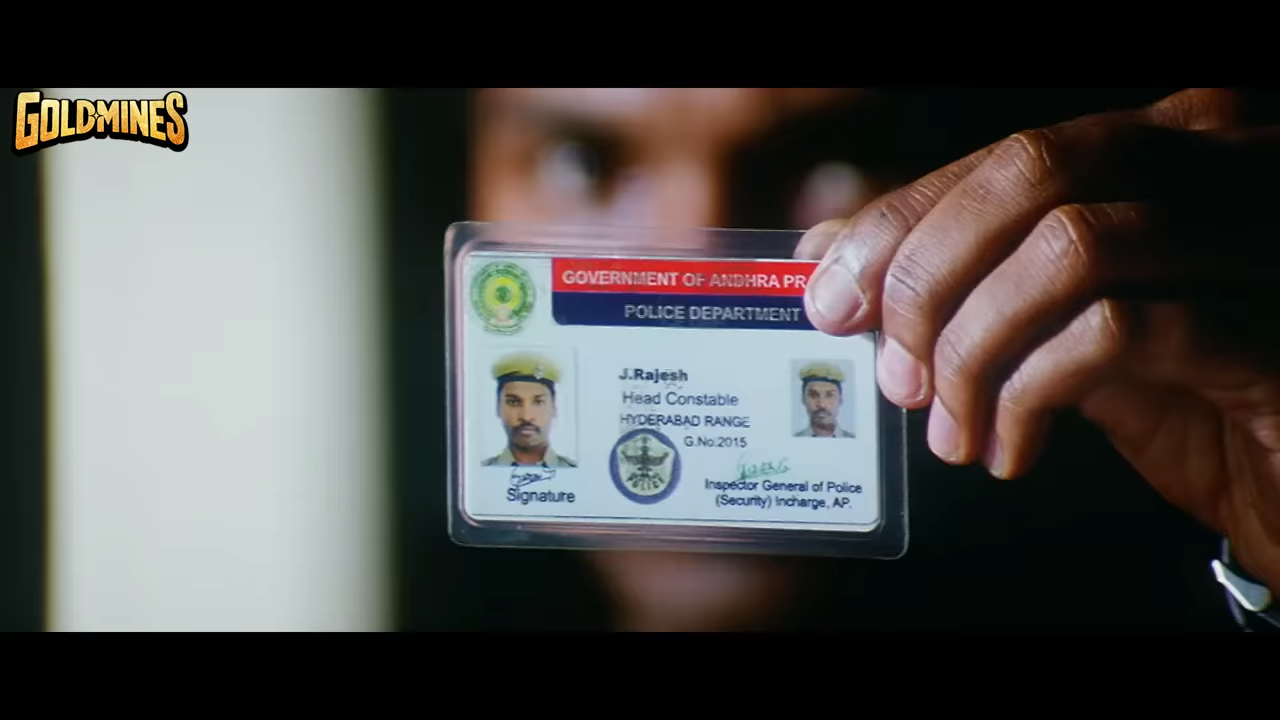 GOLDMINES
GOVERNMENT OF ANDHRA PR
POLICE DEPARTMENT
J.Rajesh
Head Constable
HYDERABAD RANGE
G.No:2015
POLICE
Signature
Inspector General of Police
(Security) Incharge, AP.